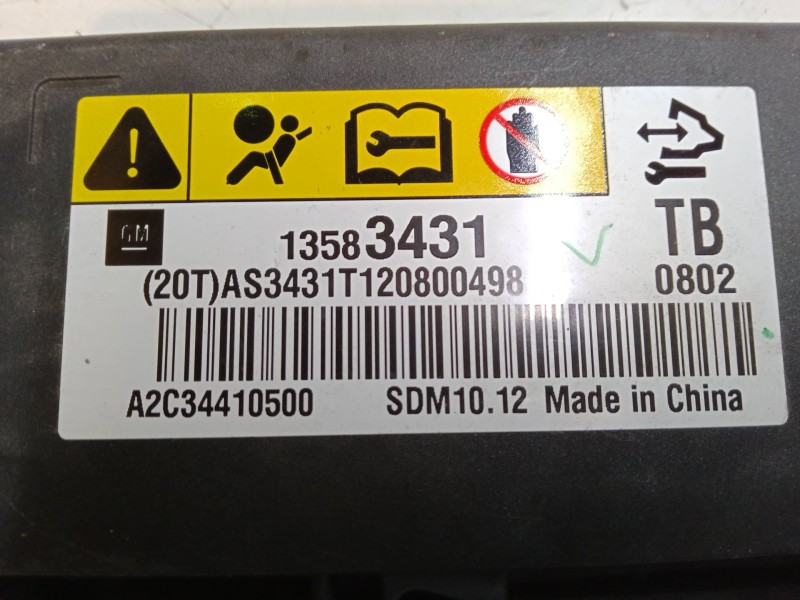 GM
13583431
TB
(20T)AS3431T120800498
0802
A2C34410500
SDM10.12 Made in China